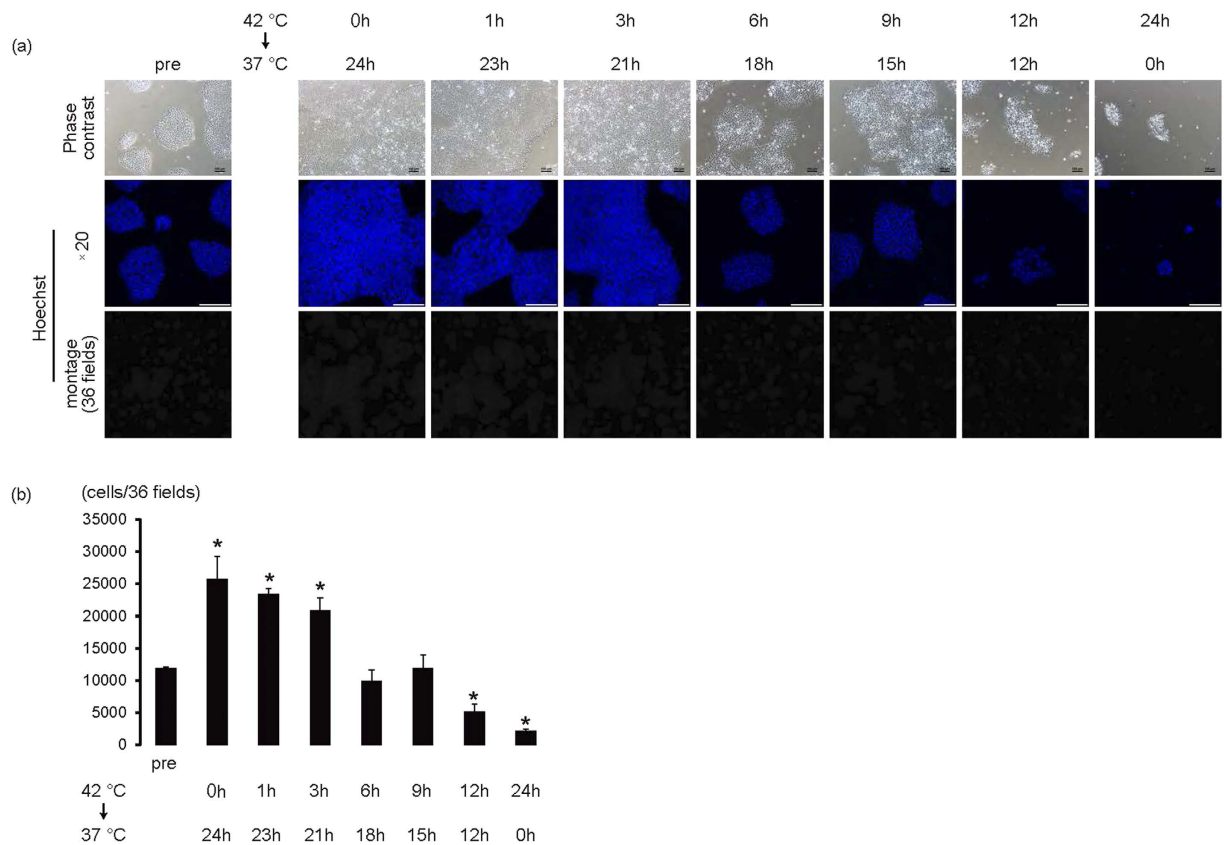 (a)
42 °C 0h 1h 3h 6h 9h 12h 24h
pre 37 °C 24h 23h 21h 18h 15h 12h 0h
Phase
contrast
Hoechst
×20
montage
(36 fields)
(b)
(cells/36 fields)
35000
30000
25000
20000
15000
10000
5000
0
* * * * *
pre
42 °C 0h 1h 3h 6h 9h 12h 24h
37 °C 24h 23h 21h 18h 15h 12h 0h